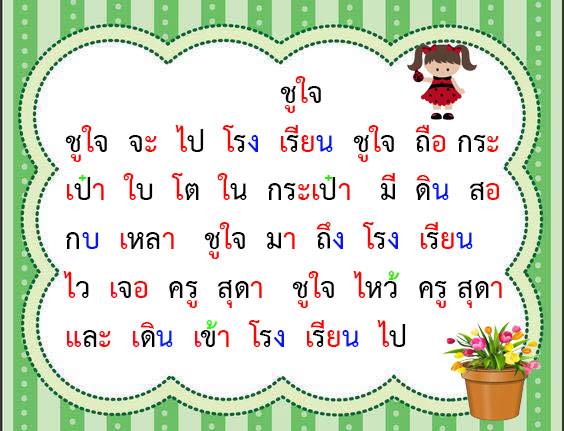 ชูใจ
ชูใจ จะ ไป โรง เรียน ชูใจ ถือ กระ
เป๋า ใบ โต ใน กระเป๋า มี ดิน สอ
กบ เหลา ชูใจ มา ถึง โรง เรียน
ไว เจอ ครู สุดา ชูใจ ไหว้ ครู สุดา
และ เดิน เข้า โรง เรียน ไป